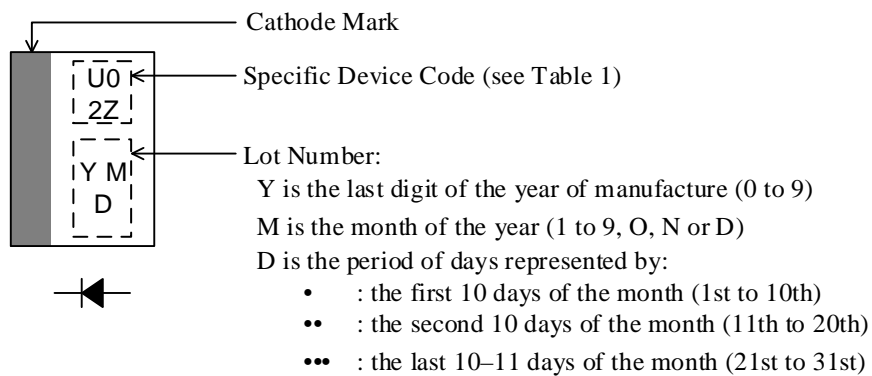 Cathode Mark
U0
2Z
Specific Device Code (see Table 1)
Y M
D
Lot Number:
Y is the last digit of the year of manufacture (0 to 9)
M is the month of the year (1 to 9, O, N or D)
D is the period of days represented by:
• : the first 10 days of the month (1st to 10th)
•• : the second 10 days of the month (11th to 20th)
••• : the last 10–11 days of the month (21st to 31st)